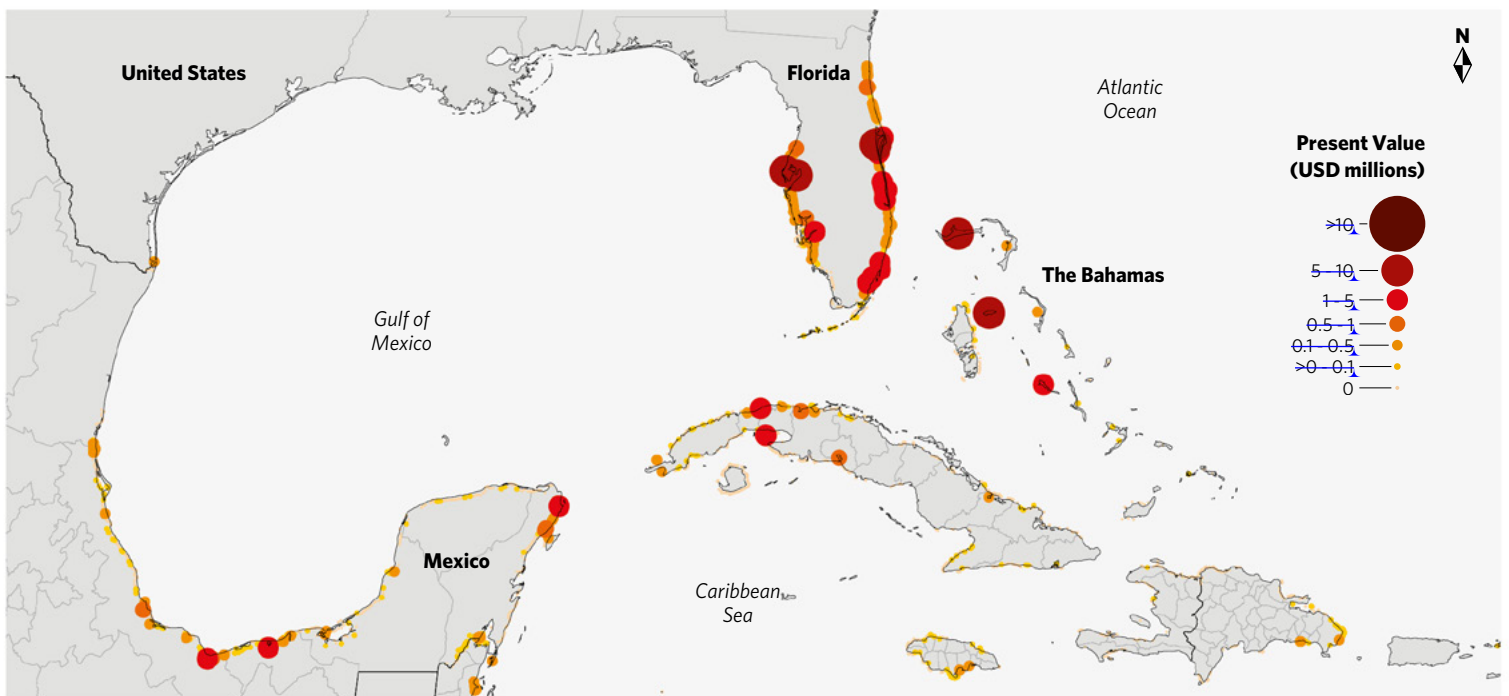 N
United States
Florida
Atlantic
Ocean
Present Value
(USD millions)
>10
5 - 10
1 - 5
0.5 - 1
0.1 - 0.5
>0 - 0.1
0
The Bahamas
Gulf of
Mexico
Mexico
Caribbean
Sea